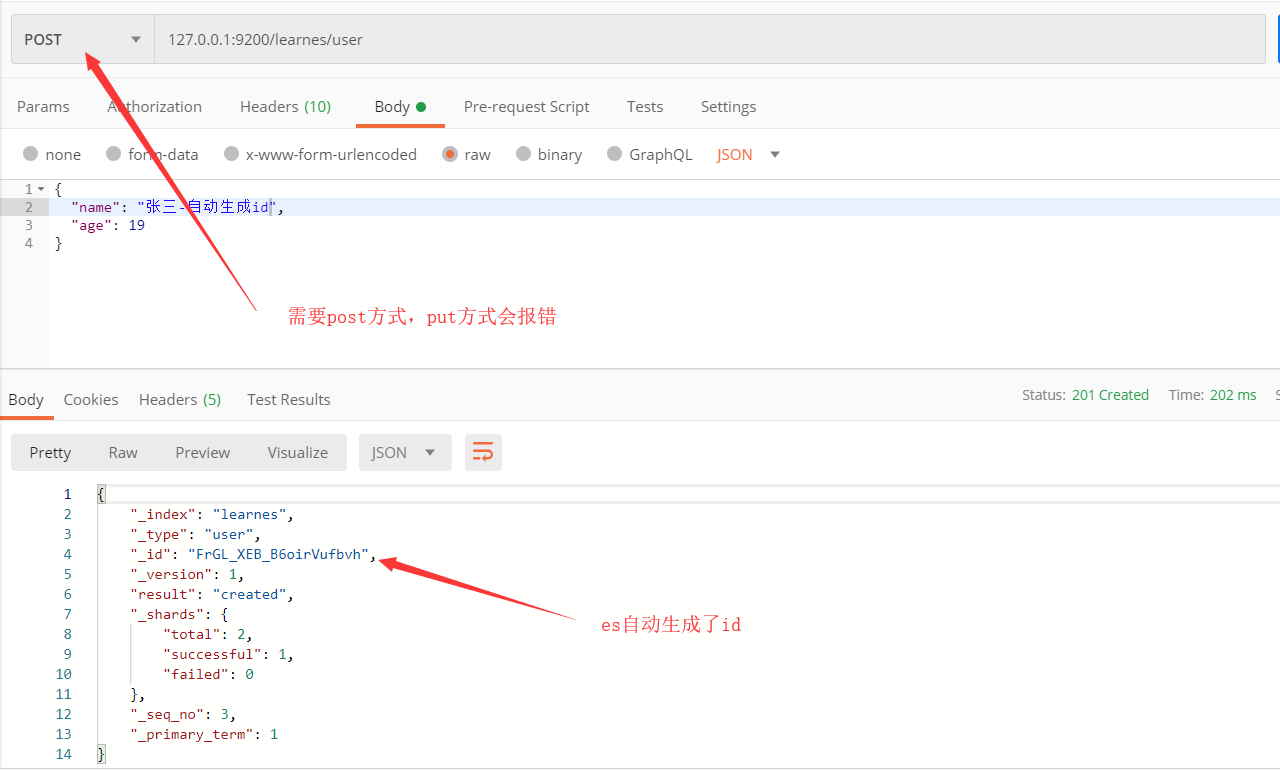 POST 127.0.0.1:9200/learnes/user
Params Authorization Headers (10) Body Pre-request Script Tests Settings
none form-data x-www-form-urlencoded raw binary GraphQL JSON
1 {
2 "name": "张三-自动生成id",
3 "age": 19
4 }
需要post方式，put方式会报错
Body Cookies Headers (5) Test Results Status: 201 Created Time: 202 ms S
Pretty Raw Preview Visualize JSON
1 {
2 "_index": "learnes",
3 "_type": "user",
4 "_id": "FrGL_XEB_B6oirVufbvh",
5 "_version": 1,
6 "result": "created",
7 "_shards": {
8 "total": 2,
9 "successful": 1,
10 "failed": 0
11 },
12 "_seq_no": 3,
13 "_primary_term": 1
14 }
es自动生成了id